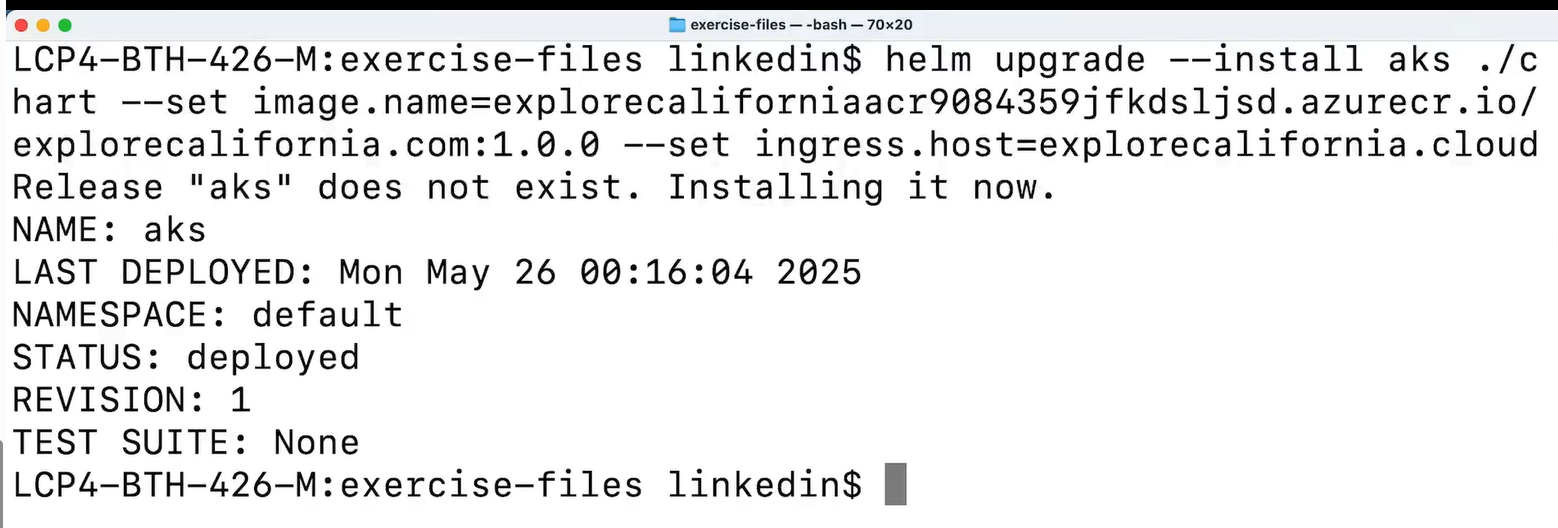 exercise-files — -bash — 70×20
LCP4-BTH-426-M:exercise-files linkedin$ helm upgrade --install aks ./c
hart --set image.name=explorecaliforniaacr9084359jfkdsljsd.azurecr.io/
explorecalifornia.com:1.0.0 --set ingress.host=explorecalifornia.cloud
Release "aks" does not exist. Installing it now.
NAME: aks
LAST DEPLOYED: Mon May 26 00:16:04 2025
NAMESPACE: default
STATUS: deployed
REVISION: 1
TEST SUITE: None
LCP4-BTH-426-M:exercise-files linkedin$